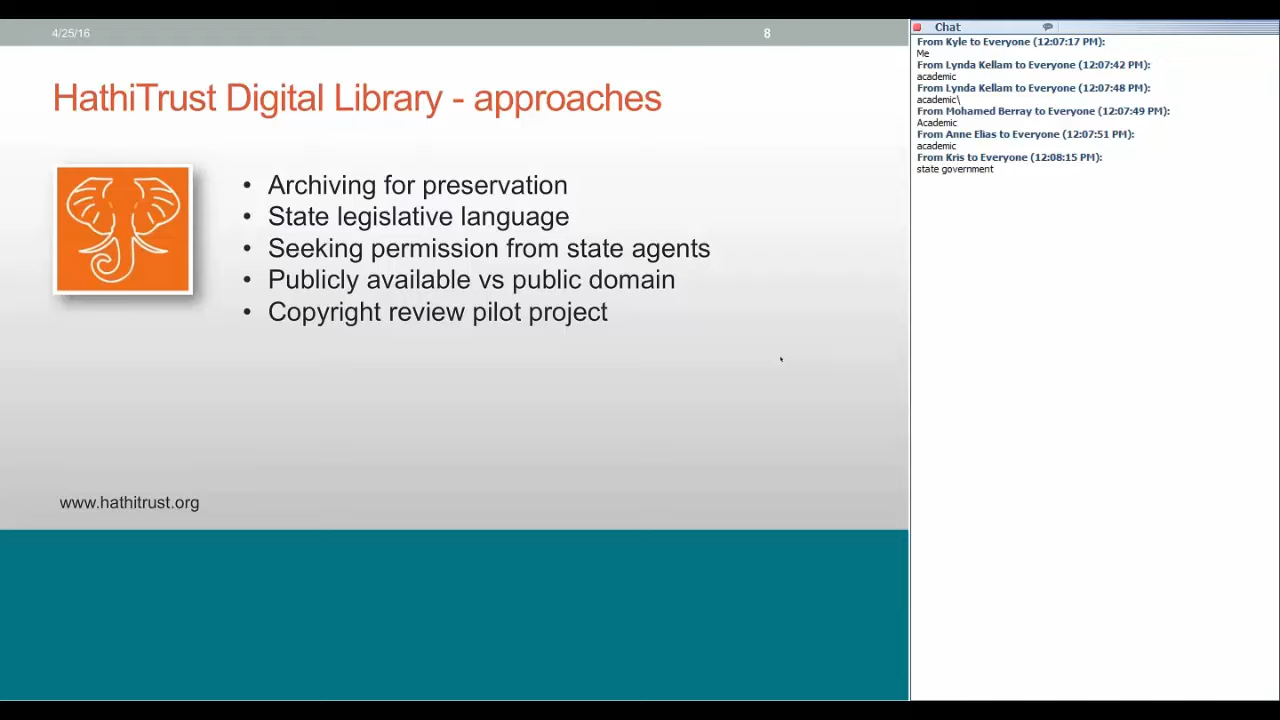 4/25/16
8
HathiTrust Digital Library - approaches
• Archiving for preservation
• State legislative language
• Seeking permission from state agents
• Publicly available vs public domain
• Copyright review pilot project
www.hathitrust.org
Chat
From Kyle to Everyone (12:07:17 PM):
Me
From Lynda Kellam to Everyone (12:07:42 PM):
academic
From Lynda Kellam to Everyone (12:07:48 PM):
academic\
From Mohamed Berray to Everyone (12:07:49 PM):
Academic
From Anne Elias to Everyone (12:07:51 PM):
academic
From Kris to Everyone (12:08:15 PM):
state government